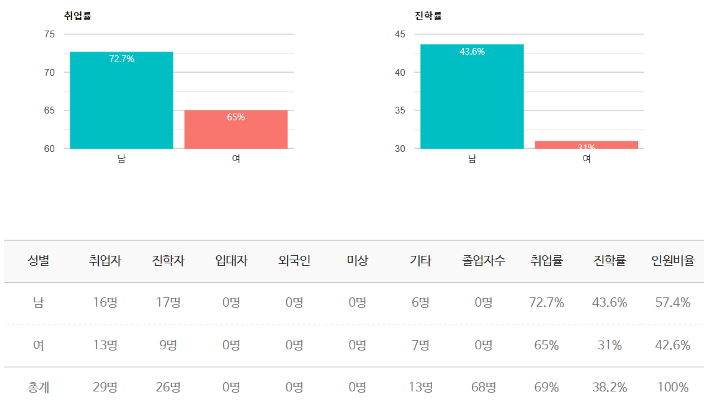 취업률
진학률
75
70
65
60
72.7%
65%
남
여
45
40
35
30
43.6%
31%
남
여
성별 취업자 진학자 입대자 외국인 미상 기타 졸업자수 취업률 진학률 인원비율
남 16명 17명 0명 0명 0명 6명 0명 72.7% 43.6% 57.4%
여 13명 9명 0명 0명 0명 7명 0명 65% 31% 42.6%
총계 29명 26명 0명 0명 0명 13명 68명 69% 38.2% 100%